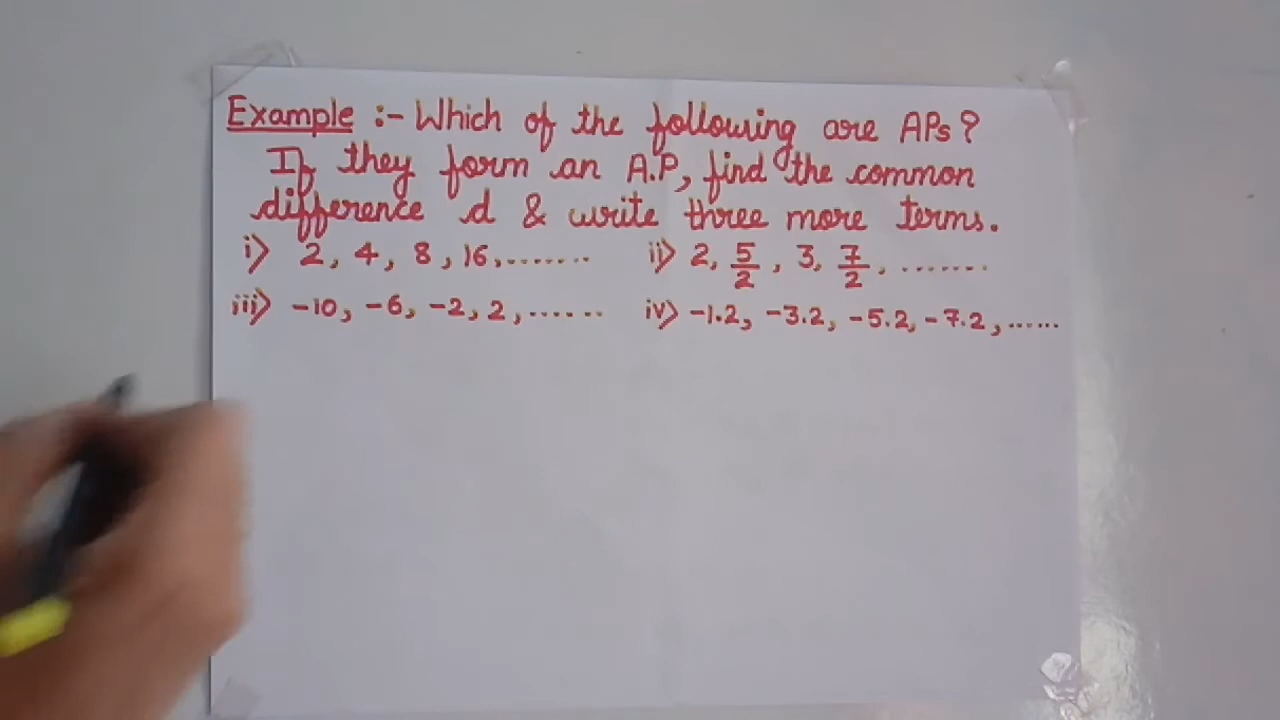 Example :- Which of the following are APs?
If they form an A.P, find the common
difference d & write three more terms.
i) 2, 4, 8, 16, ....... ii) 2, 5/2, 3, 7/2, .......
iii) -10, -6, -2, 2, ...... iv) -1.2, -3.2, -5.2, -7.2, ......